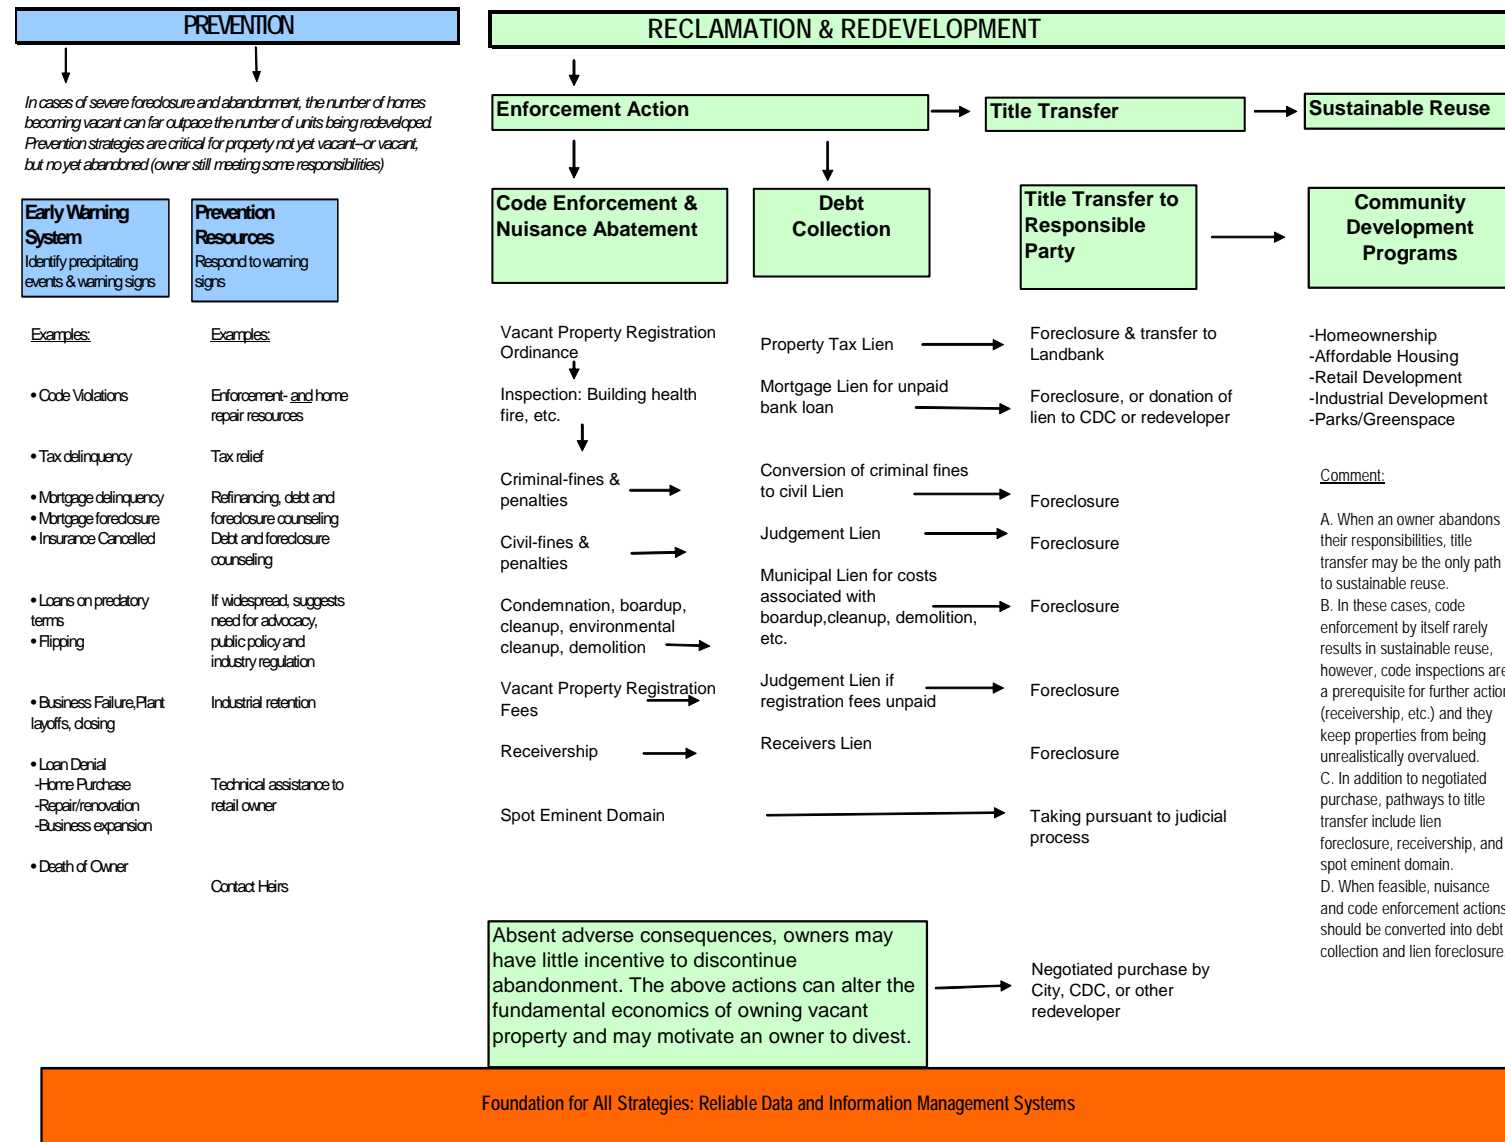 PREVENTION
In cases of severe foreclosure and abandonment, the number of homes
becoming vacant can far outpace the number of units being redeveloped.
Prevention strategies are critical for property not yet vacant--or vacant,
but no yet abandoned (owner still meeting some responsibilities)
Early Warning
System
Identify precipitating
events & warning signs
Prevention
Resources
Respond to warning
signs
Examples:
• Code Violations
• Tax delinquency
• Mortgage delinquency
• Mortgage foreclosure
• Insurance Cancelled
• Loans on predatory
terms
• Flipping
• Business Failure,Plant
layoffs, closing
• Loan Denial
-Home Purchase
-Repair/renovation
-Business expansion
• Death of Owner
Examples:
Enforcement- and home
repair resources
Tax relief
Refinancing, debt and
foreclosure counseling
Debt and foreclosure
counseling
If widespread, suggests
need for advocacy,
public policy and
industry regulation
Industrial retention
Technical assistance to
retail owner
Contact Heirs
RECLAMATION & REDEVELOPMENT
Enforcement Action
Title Transfer
Sustainable Reuse
Code Enforcement &
Nuisance Abatement
Debt
Collection
Title Transfer to
Responsible
Party
Community
Development
Programs
Vacant Property Registration
Ordinance
Inspection: Building health
fire, etc.
Criminal-fines &
penalties
Civil-fines &
penalties
Condemnation, boardup,
cleanup, environmental
cleanup, demolition
Vacant Property Registration
Fees
Receivership
Spot Eminent Domain
Property Tax Lien
Mortgage Lien for unpaid
bank loan
Conversion of criminal fines
to civil Lien
Judgement Lien
Municipal Lien for costs
associated with
boardup,cleanup, demolition,
etc.
Judgement Lien if
registration fees unpaid
Receivers Lien
Foreclosure & transfer to
Landbank
Foreclosure, or donation of
lien to CDC or redeveloper
Foreclosure
Foreclosure
Foreclosure
Foreclosure
Foreclosure
Taking pursuant to judicial
process
-Homeownership
-Affordable Housing
-Retail Development
-Industrial Development
-Parks/Greenspace
Comment:
A. When an owner abandons
their responsibilities, title
transfer may be the only path
to sustainable reuse.
B. In these cases, code
enforcement by itself rarely
results in sustainable reuse,
however, code inspections are
a prerequisite for further action
(receivership, etc.) and they
keep properties from being
unrealistically overvalued.
C. In addition to negotiated
purchase, pathways to title
transfer include lien
foreclosure, receivership, and
spot eminent domain.
D. When feasible, nuisance
and code enforcement actions
should be converted into debt
collection and lien foreclosure.
Absent adverse consequences, owners may
have little incentive to discontinue
abandonment. The above actions can alter the
fundamental economics of owning vacant
property and may motivate an owner to divest.
Negotiated purchase by
City, CDC, or other
redeveloper
Foundation for All Strategies: Reliable Data and Information Management Systems